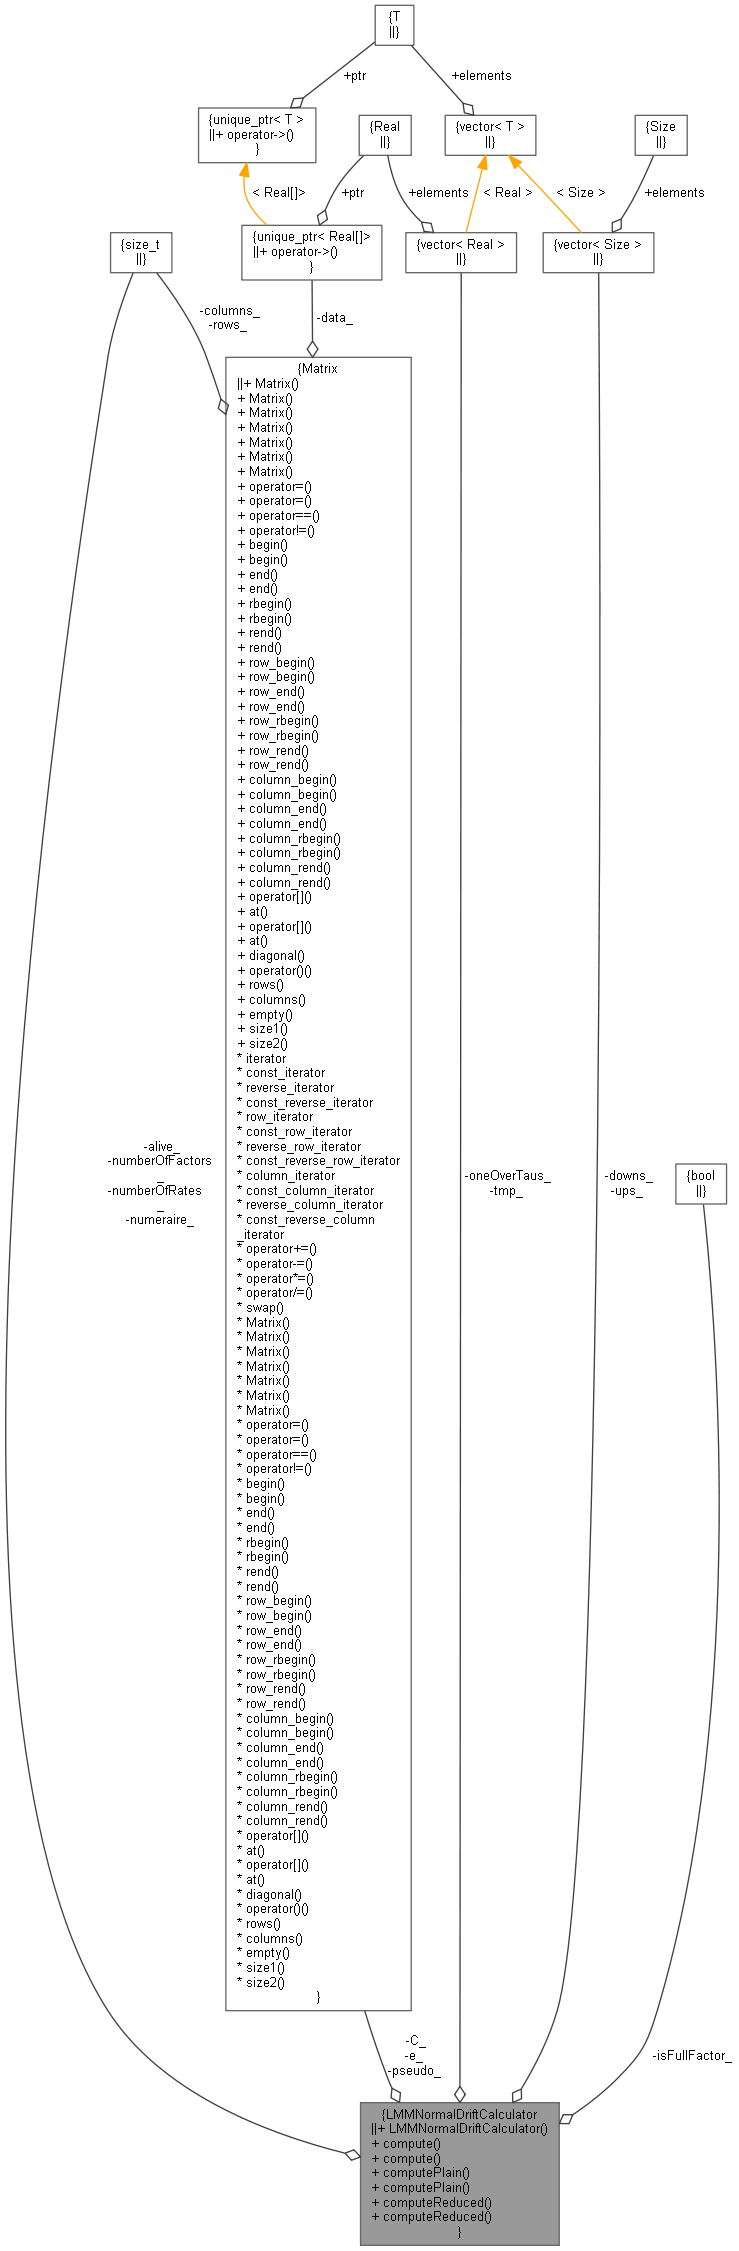 {T
||}
+ptr
+elements
{unique_ptr< T >
||+ operator->()
}
{Real
||}
{vector< T >
||}
{Size
||}
< Real[]>
+ptr
+elements
< Real >
< Size >
+elements
{size_t
||}
{unique_ptr< Real[]>
||+ operator->()
}
{vector< Real >
||}
{vector< Size >
||}
-columns_
-rows_
-data_
{Matrix
||+ Matrix()
+ Matrix()
+ Matrix()
+ Matrix()
+ Matrix()
+ Matrix()
+ Matrix()
+ operator=()
+ operator=()
+ operator==()
+ operator!=()
+ begin()
+ begin()
+ end()
+ end()
+ rbegin()
+ rbegin()
+ rend()
+ rend()
+ row_begin()
+ row_begin()
+ row_end()
+ row_end()
+ row_rbegin()
+ row_rbegin()
+ row_rend()
+ row_rend()
+ column_begin()
+ column_begin()
+ column_end()
+ column_end()
+ column_rbegin()
+ column_rbegin()
+ column_rend()
+ column_rend()
+ operator[]()
+ at()
+ operator[]()
+ at()
+ diagonal()
+ operator()()
+ rows()
+ columns()
+ empty()
+ size1()
+ size2()
* iterator
* const_iterator
* reverse_iterator
* const_reverse_iterator
* row_iterator
* const_row_iterator
* reverse_row_iterator
* const_reverse_row_iterator
* column_iterator
* const_column_iterator
* reverse_column_iterator
* const_reverse_column
_iterator
* operator+=()
* operator-=()
* operator*=()
* operator/=()
* swap()
* Matrix()
* Matrix()
* Matrix()
* Matrix()
* Matrix()
* Matrix()
* Matrix()
* operator=()
* operator=()
* operator==()
* operator!=()
* begin()
* begin()
* end()
* end()
* rbegin()
* rbegin()
* rend()
* rend()
* row_begin()
* row_begin()
* row_end()
* row_end()
* row_rbegin()
* row_rbegin()
* row_rend()
* row_rend()
* column_begin()
* column_begin()
* column_end()
* column_end()
* column_rbegin()
* column_rbegin()
* column_rend()
* column_rend()
* operator[]()
* at()
* operator[]()
* at()
* diagonal()
* operator()()
* rows()
* columns()
* empty()
* size1()
* size2()
}
-alive_
-numberOfFactors
_
-numberOfRates
_
-numeraire_
-oneOverTaus_
-tmp_
-downs_
-ups_
{bool
||}
-C_
-e_
-pseudo_
-isFullFactor_
{LMMNormalDriftCalculator
||+ LMMNormalDriftCalculator()
+ compute()
+ compute()
+ computePlain()
+ computePlain()
+ computeReduced()
+ computeReduced()
}